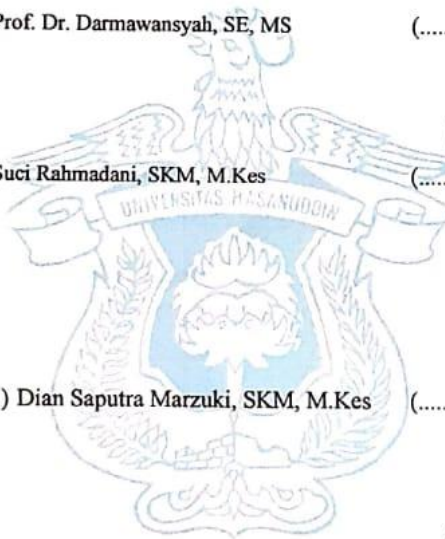 Prof. Dr. Darmawansyah, SE, MS (.....
Suci Rahmadani, SKM, M.Kes (.....
UNIVERSITAS HASANUDDIN
) Dian Saputra Marzuki, SKM, M.Kes (.....